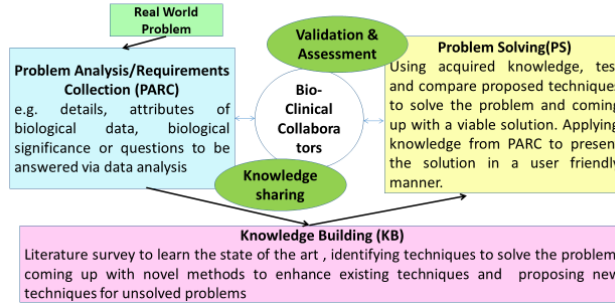 Real World
Problem
Validation &
Assessment
Problem Analysis/Requirements
Collection (PARC)
e.g. details, attributes of
biological data, biological
significance or questions to be
answered via data analysis
Bio-
Clinical
Collabora
tors
Knowledge
sharing
Problem Solving(PS)
Using acquired knowledge, tes
and compare proposed techniques
to solve the problem and coming
up with a viable solution. Applying
knowledge from PARC to presen
the solution in a user friendly
manner.
Knowledge Building (KB)
Literature survey to learn the state of the art , identifying techniques to solve the problem
coming up with novel methods to enhance existing techniques and proposing new
techniques for unsolved problems